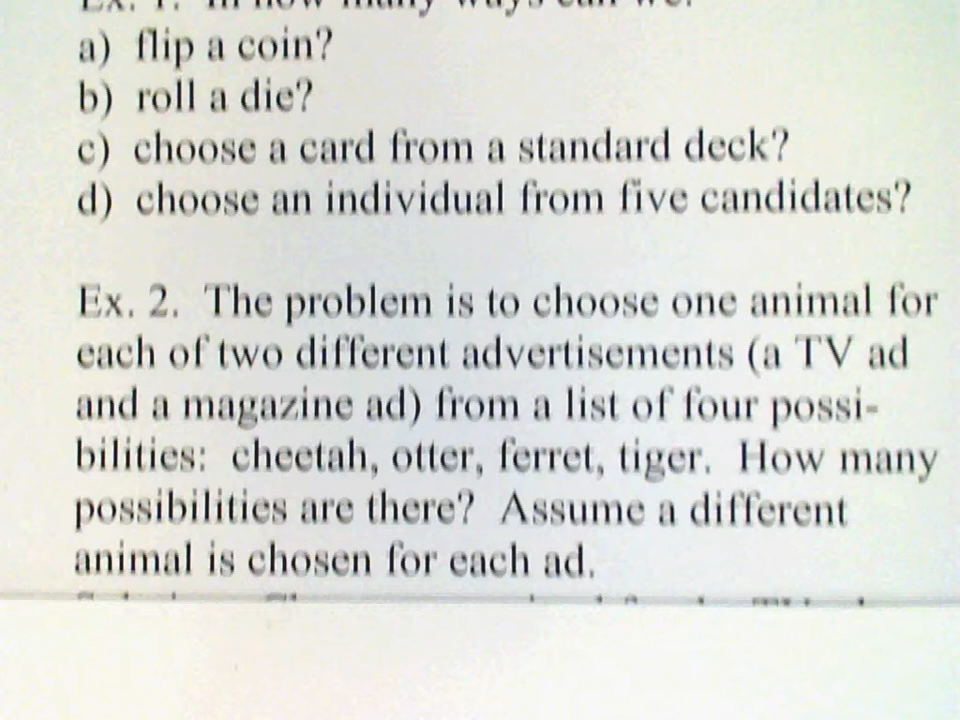 a) flip a coin?
b) roll a die?
c) choose a card from a standard deck?
d) choose an individual from five candidates?
Ex. 2. The problem is to choose one animal for
each of two different advertisements (a TV ad
and a magazine ad) from a list of four possi-
bilities: cheetah, otter, ferret, tiger. How many
possibilities are there? Assume a different
animal is chosen for each ad.